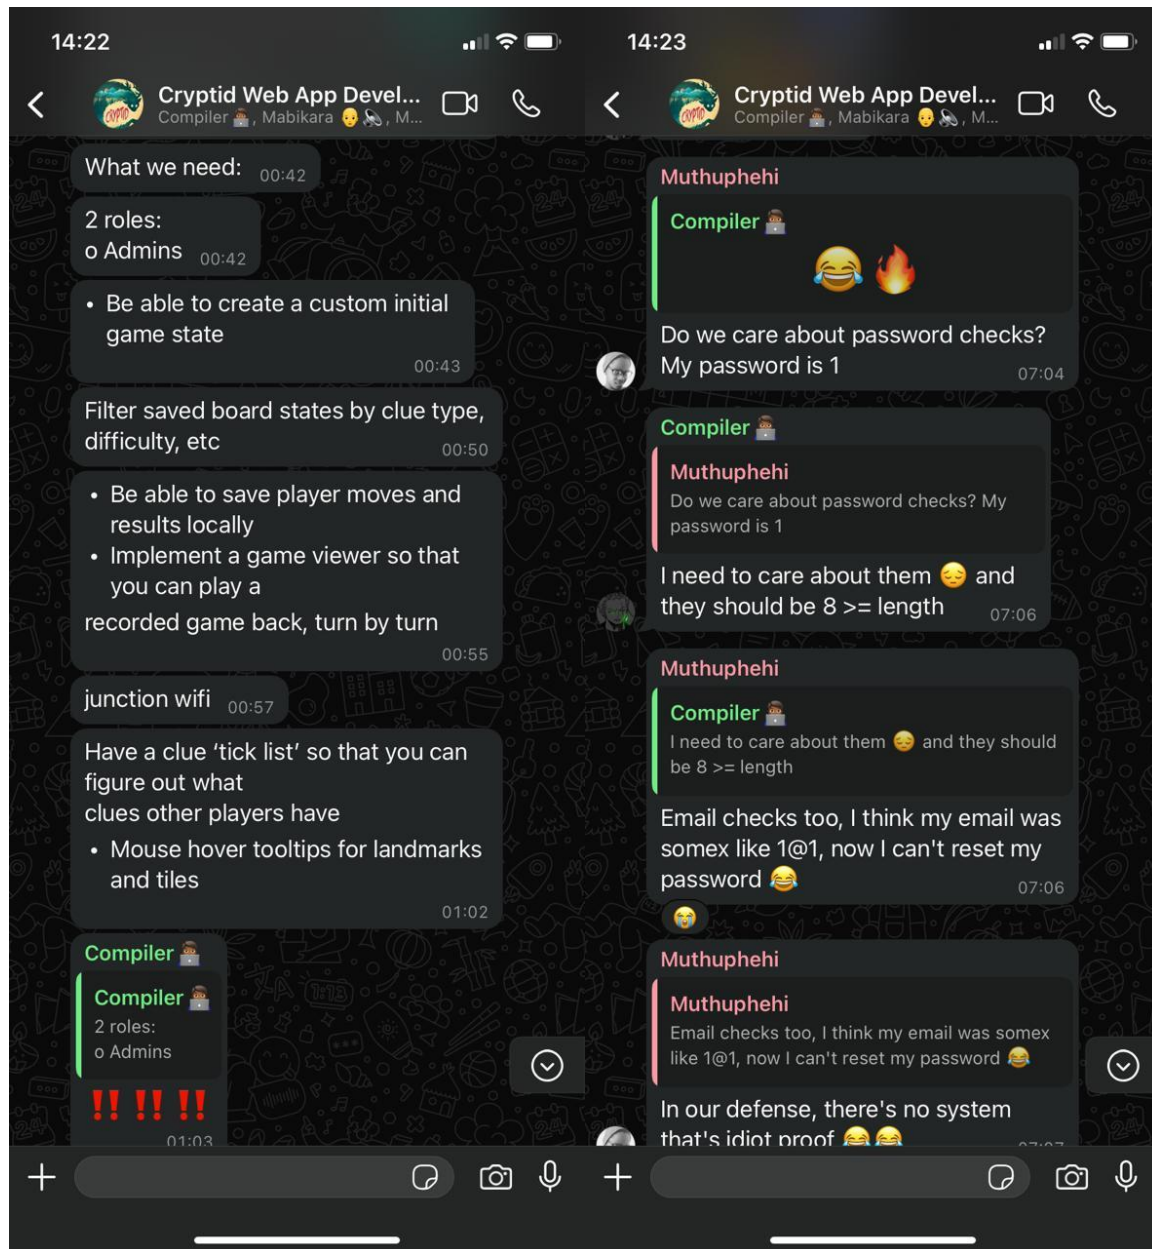 14:22
Cryptid Web App Devel...
Compiler 👨🏾‍💻, Mabikara 👨‍🦲🔊, M...
What we need: 00:42
2 roles:
o Admins 00:42
• Be able to create a custom initial
game state
00:43
Filter saved board states by clue type,
difficulty, etc 00:50
• Be able to save player moves and
results locally
• Implement a game viewer so that
you can play a
recorded game back, turn by turn
00:55
junction wifi 00:57
Have a clue ‘tick list’ so that you can
figure out what
clues other players have
• Mouse hover tooltips for landmarks
and tiles
01:02
Compiler 👨🏾‍💻
Compiler 👨🏾‍💻
2 roles:
o Admins
‼️ ‼️ ‼️
01:03
14:23
Cryptid Web App Devel...
Compiler 👨🏾‍💻, Mabikara 👨‍🦲🔊, M...
Muthuphehi
Compiler 👨🏾‍💻
😂🔥
Do we care about password checks?
My password is 1 07:04
Compiler 👨🏾‍💻
Muthuphehi
Do we care about password checks? My
password is 1
I need to care about them 😔 and
they should be 8 >= length 07:06
Muthuphehi
Compiler 👨🏾‍💻
I need to care about them 😔 and they should
be 8 >= length
Email checks too, I think my email was
somex like 1@1, now I can't reset my
password 😂 07:06
😭
Muthuphehi
Muthuphehi
Email checks too, I think my email was somex
like 1@1, now I can't reset my password 😂
In our defense, there's no system
that's idiot proof 😂😂 07:07